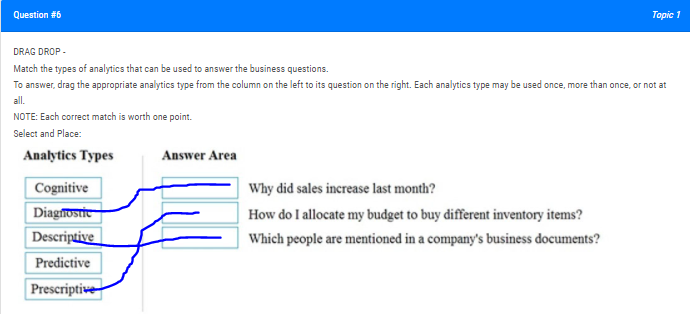 Question #6
Topic 1
DRAG DROP -
Match the types of analytics that can be used to answer the business questions.
To answer, drag the appropriate analytics type from the column on the left to its question on the right. Each analytics type may be used once, more than once, or not at
all.
NOTE: Each correct match is worth one point.
Select and Place:
Analytics Types
Answer Area
Cognitive
Diagnostic
Descriptive
Predictive
Prescriptive
Why did sales increase last month?
How do I allocate my budget to buy different inventory items?
Which people are mentioned in a company's business documents?